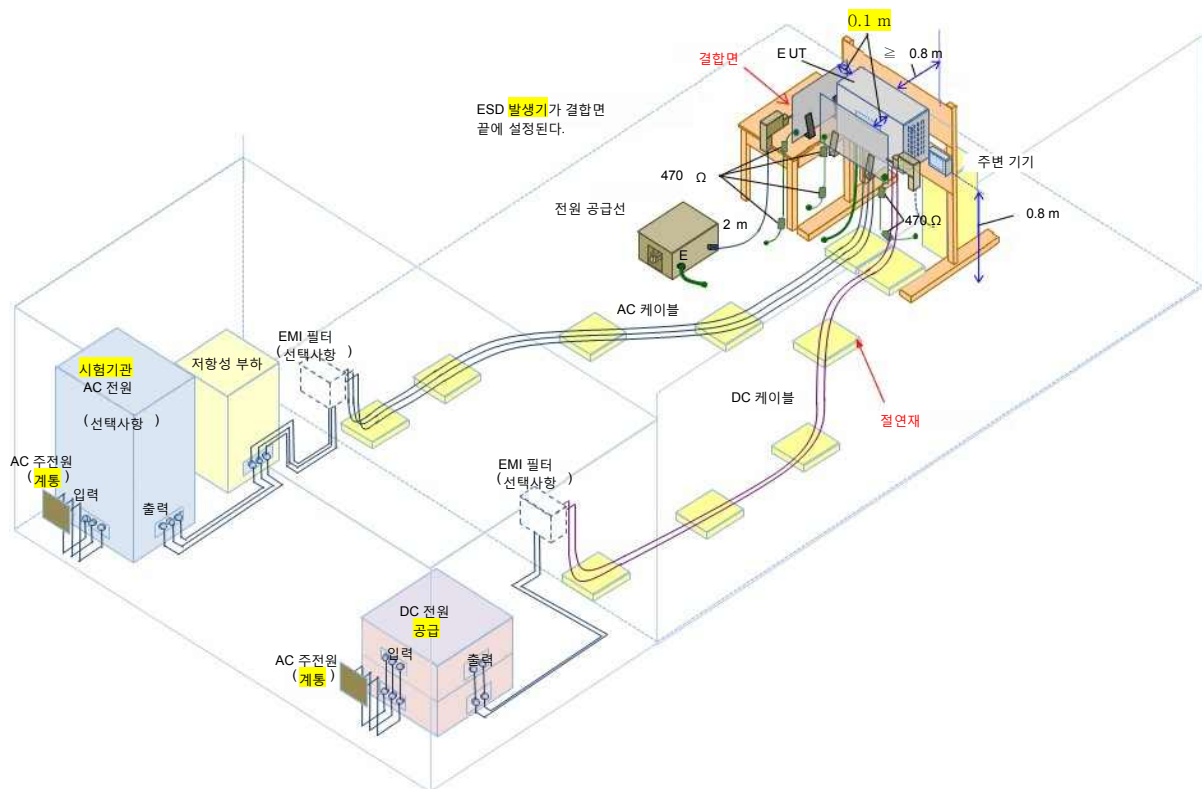 0.1 m
E UT
≧ 0.8 m
결합면
ESD 발생기가 결합면
끝에 설정된다.
주변 기기
470 Ω
470 Ω
전원 공급선
2 m
0.8 m
E
AC 케이블
EMI 필터
(선택사항 )
저항성 부하
시험기관
AC 전원
(선택사항 )
DC 케이블
절연재
AC 주전원
(계통 )
입력
출력
EMI 필터
(선택사항 )
DC 전원
공급
입력
출력
AC 주전원
(계통 )